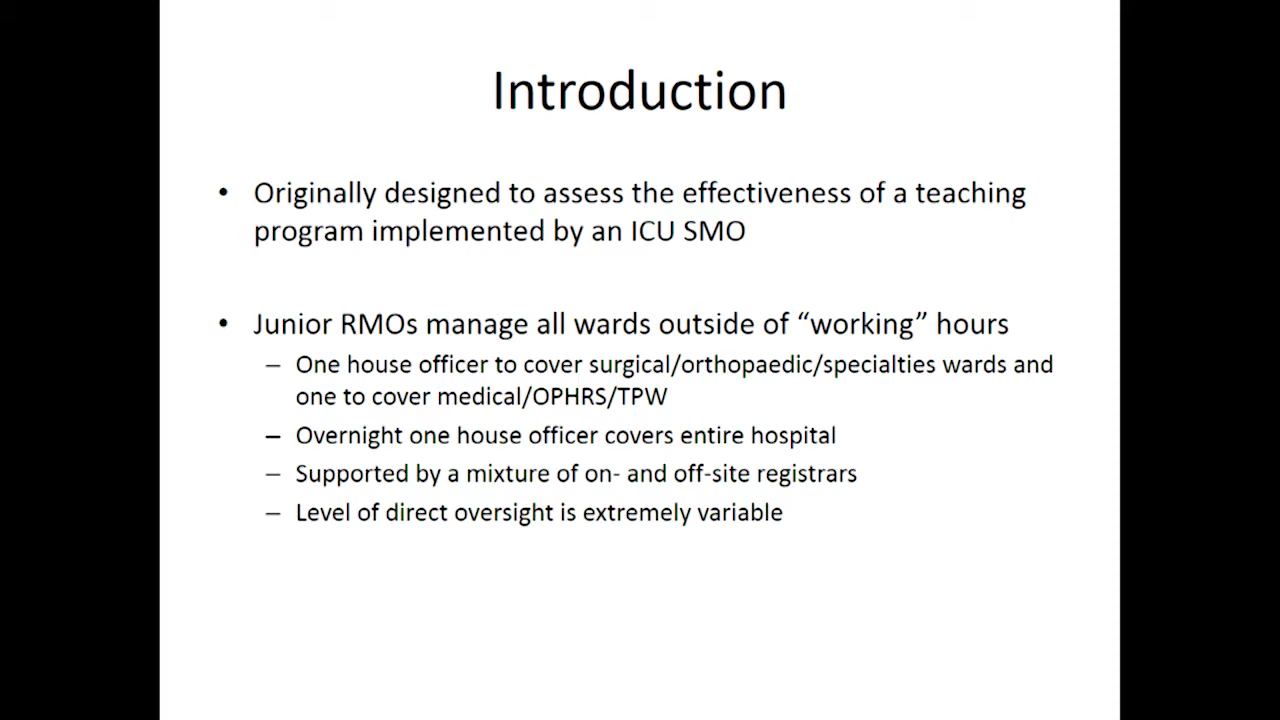 Introduction
• Originally designed to assess the effectiveness of a teaching
program implemented by an ICU SMO
• Junior RMOs manage all wards outside of “working” hours
– One house officer to cover surgical/orthopaedic/specialties wards and
one to cover medical/OPHRS/TPW
– Overnight one house officer covers entire hospital
– Supported by a mixture of on- and off-site registrars
– Level of direct oversight is extremely variable